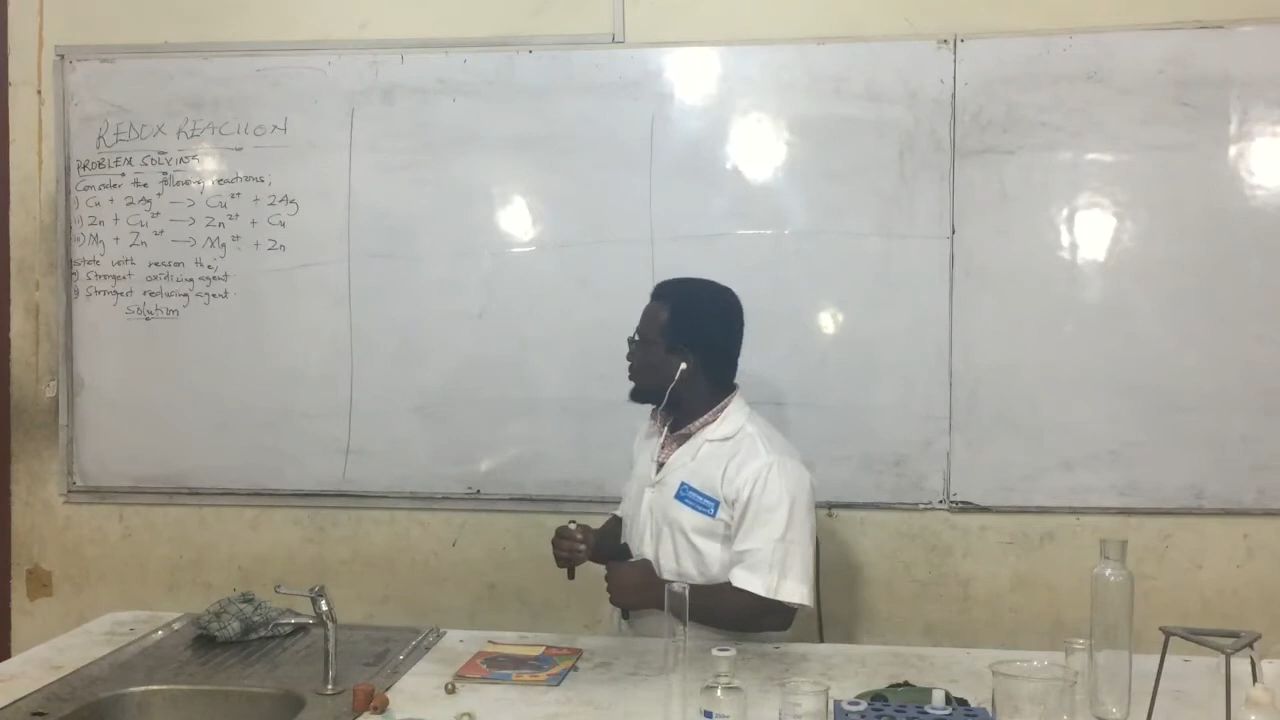 REDOX REACTION
PROBLEM SOLVING
Consider the following reactions;
i) Cu + 2Ag⁺ → Cu²⁺ + 2Ag
ii) Zn + Cu²⁺ → Zn²⁺ + Cu
iii) Mg + Zn²⁺ → Mg²⁺ + Zn
State with reason the,
Strongest oxidizing agent.
Strongest reducing agent.
Solution